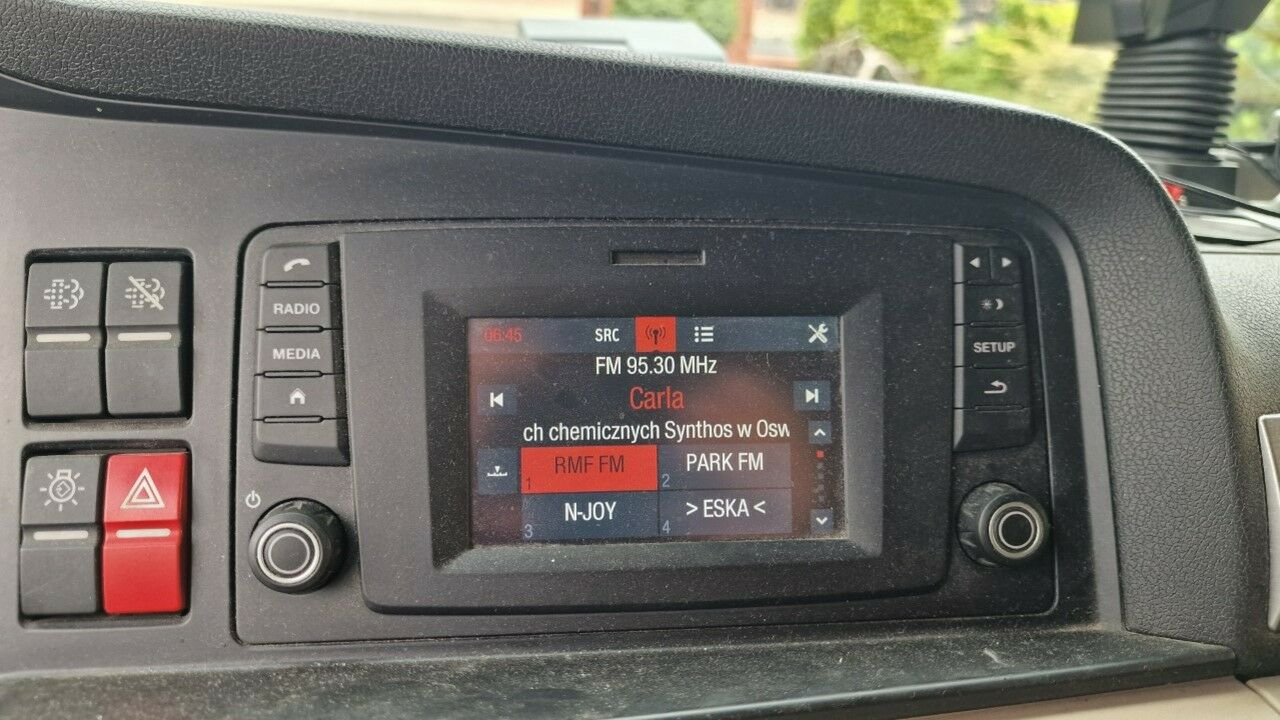 RADIO
MEDIA
SETUP
06:45 SRC
FM 95.30 MHz
Carla
ch chemicznych Synthos w Osw
RMF FM
1
PARK FM
2
N-JOY
3
> ESKA <
4